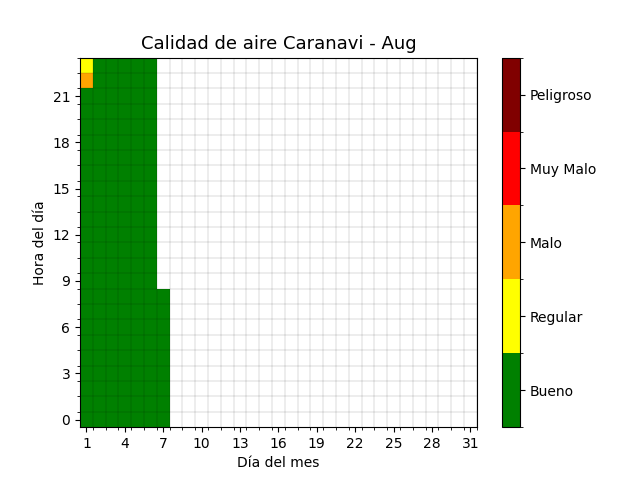 Calidad de aire Caranavi - Aug
Hora del día
21
18
15
12
9
6
3
0
1 4 7 10 13 16 19 22 25 28 31
Día del mes
Peligroso
Muy Malo
Malo
Regular
Bueno